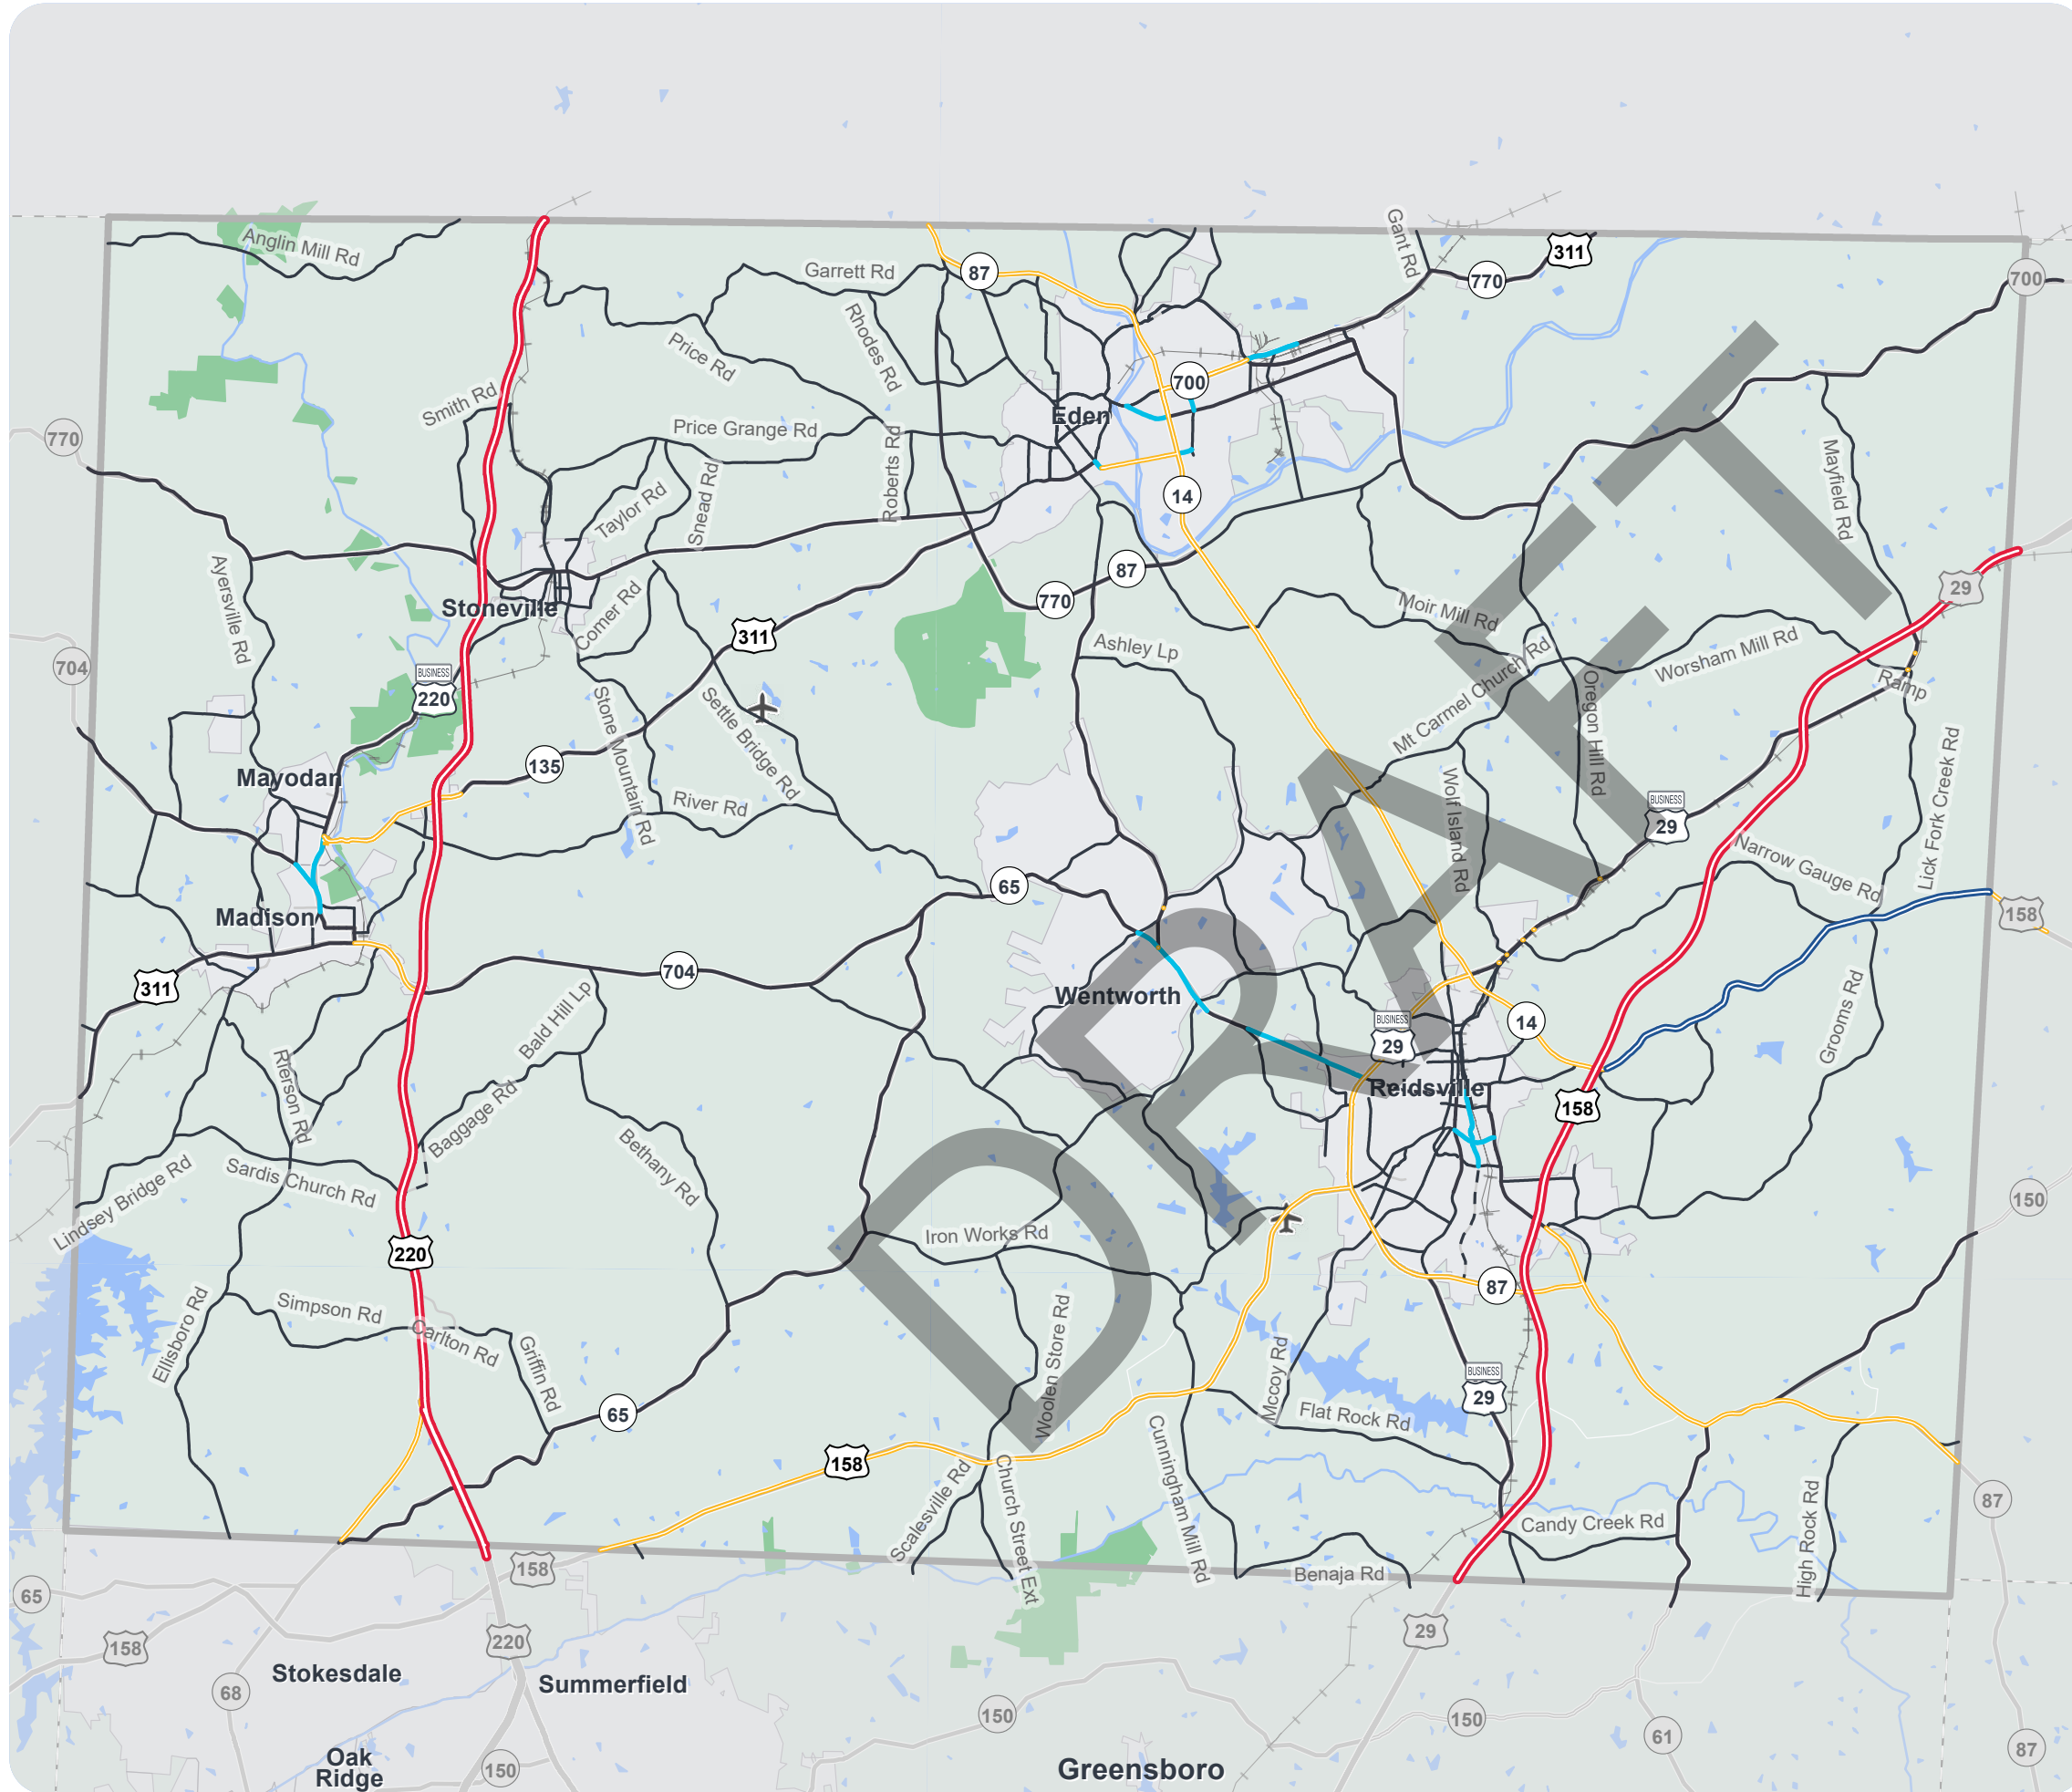 Anglin Mill Rd
Garrett Rd
87
Gant Rd
770
311
700
Rhodes Rd
Price Rd
Smith Rd
700
Eden
770
Price Grange Rd
Roberts Rd
Snead Rd
Taylor Rd
14
Mayfield Rd
Ayersville Rd
87
770
29
Stoneville
Comer Rd
311
Moir Mill Rd
Ashley Lp
Mt Carmel Church Rd
Worsham Mill Rd
Ramp
704
BUSINESS
220
Stone Mountain Rd
Settle Bridge Rd
Oregon Hill Rd
Mayodan
135
River Rd
Wolf Island Rd
BUSINESS
29
Lick Fork Creek Rd
Narrow Gauge Rd
65
Madison
158
311
704
Wentworth
Bald Hill Lp
Grooms Rd
14
BUSINESS
29
Reidsville
158
Rierson Rd
Baggage Rd
Bethany Rd
Sardis Church Rd
Lindsey Bridge Rd
150
DRAFT
Iron Works Rd
220
87
Ellisboro Rd
Simpson Rd
Carlton Rd
Griffin Rd
Woolen Store Rd
Mccoy Rd
BUSINESS
29
65
Flat Rock Rd
158
Scalesville Rd
Church Street Ext
Cunningham Mill Rd
87
High Rock Rd
Candy Creek Rd
158
65
Benaja Rd
158
220
29
Stokesdale
68
Summerfield
150
150
61
Oak
Ridge
150
Greensboro
87